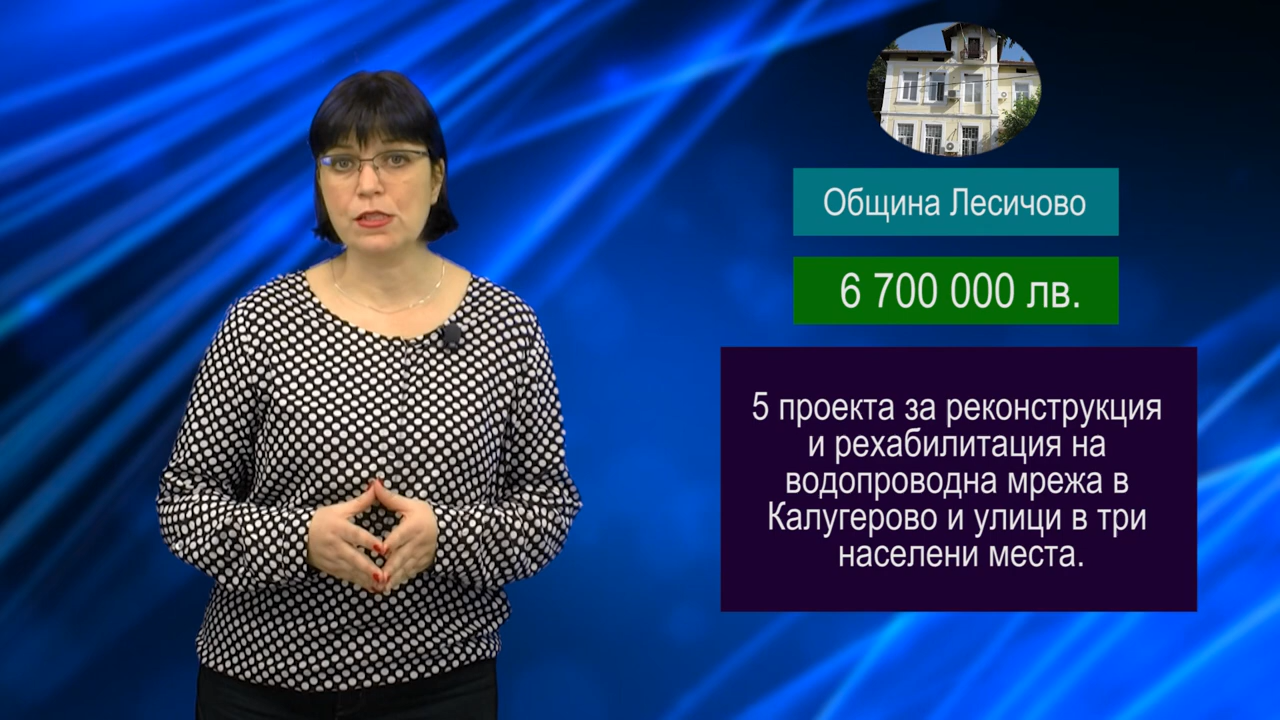 Община Лесичово
6 700 000 лв.
5 проекта за реконструкция
и рехабилитация на
водопроводна мрежа в
Калугерово и улици в три
населени места.